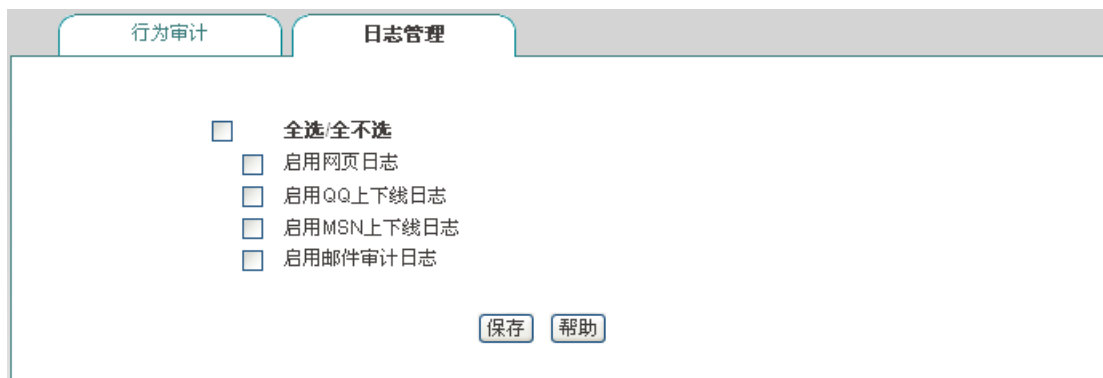 行为审计 日志管理
全选/全不选
启用网页日志
启用QQ上下线日志
启用MSN上下线日志
启用邮件审计日志
保存 帮助